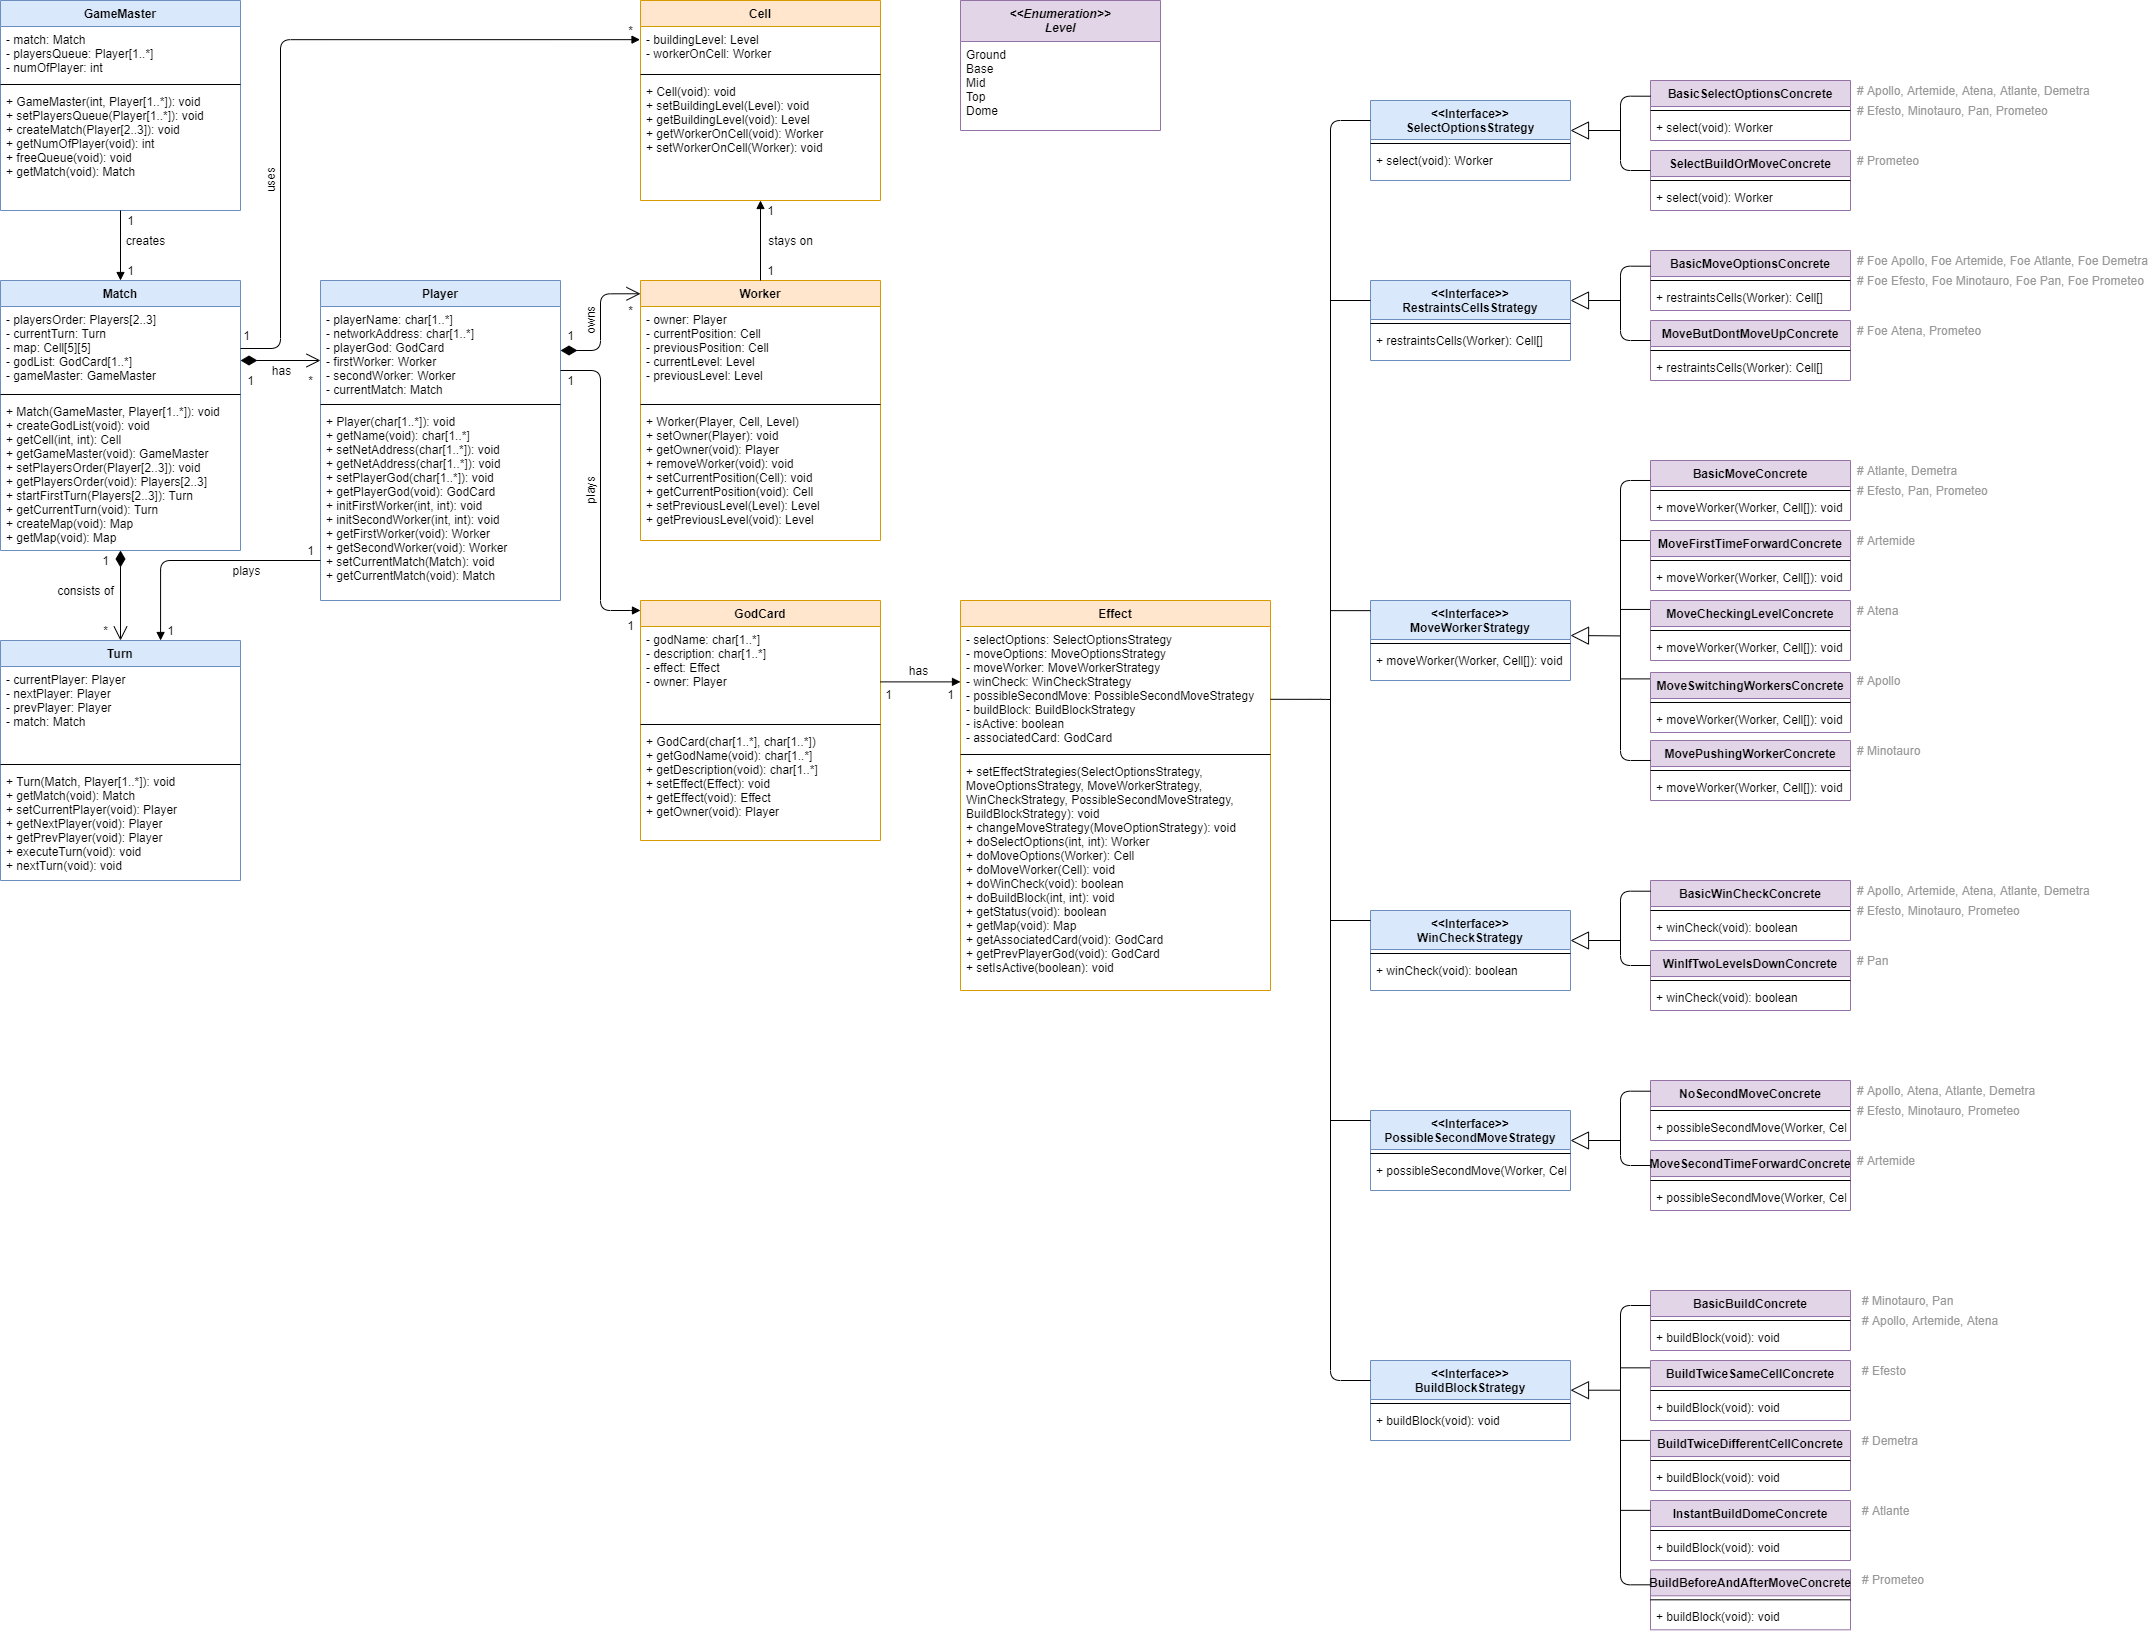 GameMaster
- match: Match
- playersQueue: Player[1..*]
- numOfPlayer: int
+ GameMaster(int, Player[1..*]): void
+ setPlayersQueue(Player[1..*]): void
+ createMatch(Player[2..3]): void
+ getNumOfPlayer(void): int
+ freeQueue(void): void
+ getMatch(void): Match
1
creates
1
Match
- playersOrder: Players[2..3]
- currentTurn: Turn
- map: Cell[5][5]
- godList: GodCard[1..*]
- gameMaster: GameMaster
+ Match(GameMaster, Player[1..*]): void
+ createGodList(void): void
+ getCell(int, int): Cell
+ getGameMaster(void): GameMaster
+ setPlayersOrder(Player[2..3]): void
+ getPlayersOrder(void): Players[2..3]
+ startFirstTurn(Players[2..3]): Turn
+ getCurrentTurn(void): Turn
+ createMap(void): Map
+ getMap(void): Map
1
uses
*
1
has
*
1
consists of
*
1
plays
1
Turn
- currentPlayer: Player
- nextPlayer: Player
- prevPlayer: Player
- match: Match
+ Turn(Match, Player[1..*]): void
+ getMatch(void): Match
+ setCurrentPlayer(void): Player
+ getNextPlayer(void): Player
+ getPrevPlayer(void): Player
+ executeTurn(void): void
+ nextTurn(void): void
Player
- playerName: char[1..*]
- networkAddress: char[1..*]
- playerGod: GodCard
- firstWorker: Worker
- secondWorker: Worker
- currentMatch: Match
+ Player(char[1..*]): void
+ getName(void): char[1..*]
+ setNetAddress(char[1..*]): void
+ getNetAddress(char[1..*]): void
+ setPlayerGod(char[1..*]): void
+ getPlayerGod(void): GodCard
+ initFirstWorker(int, int): void
+ initSecondWorker(int, int): void
+ getFirstWorker(void): Worker
+ getSecondWorker(void): Worker
+ setCurrentMatch(Match): void
+ getCurrentMatch(void): Match
1
owns
*
1
plays
1
Cell
- buildingLevel: Level
- workerOnCell: Worker
+ Cell(void): void
+ setBuildingLevel(Level): void
+ getBuildingLevel(void): Level
+ getWorkerOnCell(void): Worker
+ setWorkerOnCell(Worker): void
1
stays on
1
Worker
- owner: Player
- currentPosition: Cell
- previousPosition: Cell
- currentLevel: Level
- previousLevel: Level
+ Worker(Player, Cell, Level)
+ setOwner(Player): void
+ getOwner(void): Player
+ removeWorker(void): void
+ setCurrentPosition(Cell): void
+ getCurrentPosition(void): Cell
+ setPreviousLevel(Level): Level
+ getPreviousLevel(void): Level
GodCard
- godName: char[1..*]
- description: char[1..*]
- effect: Effect
- owner: Player
+ GodCard(char[1..*], char[1..*])
+ getGodName(void): char[1..*]
+ getDescription(void): char[1..*]
+ setEffect(Effect): void
+ getEffect(void): Effect
+ getOwner(void): Player
has
1
1
<<Enumeration>>
Level
Ground
Base
Mid
Top
Dome
Effect
- selectOptions: SelectOptionsStrategy
- moveOptions: MoveOptionsStrategy
- moveWorker: MoveWorkerStrategy
- winCheck: WinCheckStrategy
- possibleSecondMove: PossibleSecondMoveStrategy
- buildBlock: BuildBlockStrategy
- isActive: boolean
- associatedCard: GodCard
+ setEffectStrategies(SelectOptionsStrategy,
MoveOptionsStrategy, MoveWorkerStrategy,
WinCheckStrategy, PossibleSecondMoveStrategy,
BuildBlockStrategy): void
+ changeMoveStrategy(MoveOptionStrategy): void
+ doSelectOptions(int, int): Worker
+ doMoveOptions(Worker): Cell
+ doMoveWorker(Cell): void
+ doWinCheck(void): boolean
+ doBuildBlock(int, int): void
+ getStatus(void): boolean
+ getMap(void): Map
+ getAssociatedCard(void): GodCard
+ getPrevPlayerGod(void): GodCard
+ setIsActive(boolean): void
<<Interface>>
SelectOptionsStrategy
+ select(void): Worker
BasicSelectOptionsConcrete
+ select(void): Worker
# Apollo, Artemide, Atena, Atlante, Demetra
# Efesto, Minotauro, Pan, Prometeo
SelectBuildOrMoveConcrete
+ select(void): Worker
# Prometeo
<<Interface>>
RestraintsCellsStrategy
+ restraintsCells(Worker): Cell[]
BasicMoveOptionsConcrete
+ restraintsCells(Worker): Cell[]
# Foe Apollo, Foe Artemide, Foe Atlante, Foe Demetra
# Foe Efesto, Foe Minotauro, Foe Pan, Foe Prometeo
MoveButDontMoveUpConcrete
+ restraintsCells(Worker): Cell[]
# Foe Atena, Prometeo
<<Interface>>
MoveWorkerStrategy
+ moveWorker(Worker, Cell[]): void
BasicMoveConcrete
+ moveWorker(Worker, Cell[]): void
# Atlante, Demetra
# Efesto, Pan, Prometeo
MoveFirstTimeForwardConcrete
+ moveWorker(Worker, Cell[]): void
# Artemide
MoveCheckingLevelConcrete
+ moveWorker(Worker, Cell[]): void
# Atena
MoveSwitchingWorkersConcrete
+ moveWorker(Worker, Cell[]): void
# Apollo
MovePushingWorkerConcrete
+ moveWorker(Worker, Cell[]): void
# Minotauro
<<Interface>>
WinCheckStrategy
+ winCheck(void): boolean
BasicWinCheckConcrete
+ winCheck(void): boolean
# Apollo, Artemide, Atena, Atlante, Demetra
# Efesto, Minotauro, Prometeo
WinIfTwoLevelsDownConcrete
+ winCheck(void): boolean
# Pan
<<Interface>>
PossibleSecondMoveStrategy
+ possibleSecondMove(Worker, Cel
NoSecondMoveConcrete
+ possibleSecondMove(Worker, Cel
# Apollo, Atena, Atlante, Demetra
# Efesto, Minotauro, Prometeo
MoveSecondTimeForwardConcrete
+ possibleSecondMove(Worker, Cel
# Artemide
<<Interface>>
BuildBlockStrategy
+ buildBlock(void): void
BasicBuildConcrete
+ buildBlock(void): void
# Minotauro, Pan
# Apollo, Artemide, Atena
BuildTwiceSameCellConcrete
+ buildBlock(void): void
# Efesto
BuildTwiceDifferentCellConcrete
+ buildBlock(void): void
# Demetra
InstantBuildDomeConcrete
+ buildBlock(void): void
# Atlante
BuildBeforeAndAfterMoveConcrete
+ buildBlock(void): void
# Prometeo